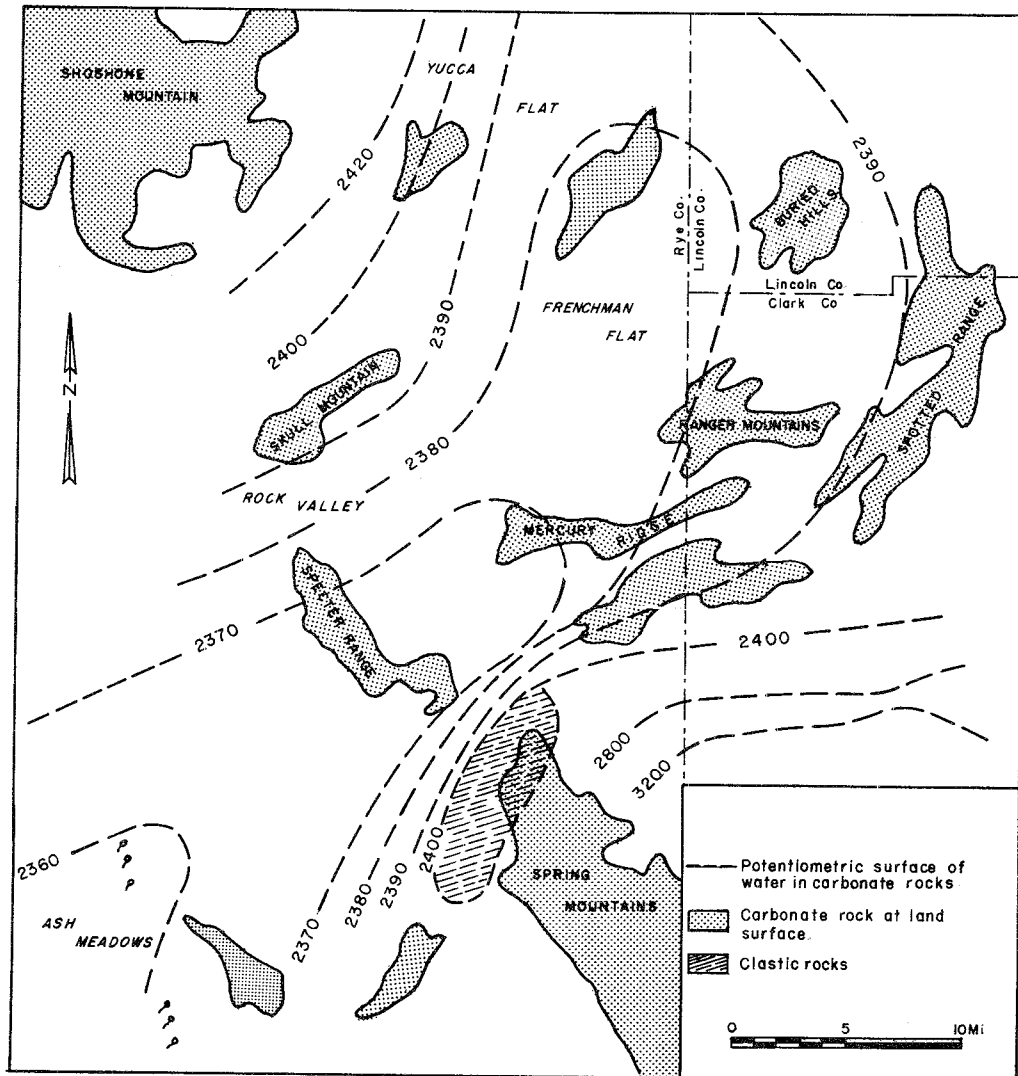 SHOSHONE
MOUNTAIN
YUCCA
FLAT
2420
2390
BURIED
HILLS
Rye Co.
Lincoln Co.
Lincoln Co
Clark Co
2390
FRENCHMAN
FLAT
2400
N
SKULL MOUNTAIN
SPOTTED RANGE
RANGER MOUNTAINS
2380
ROCK VALLEY
MERCURY RIDGE
SPECTER RANGE
2370
2400
2800
3200
2360
2400
2390
2380
2370
SPRING
MOUNTAINS
ASH
MEADOWS
Potentiometric surface of
water in carbonate rocks
Carbonate rock at land
surface.
Clastic rocks
0 5 10Mi